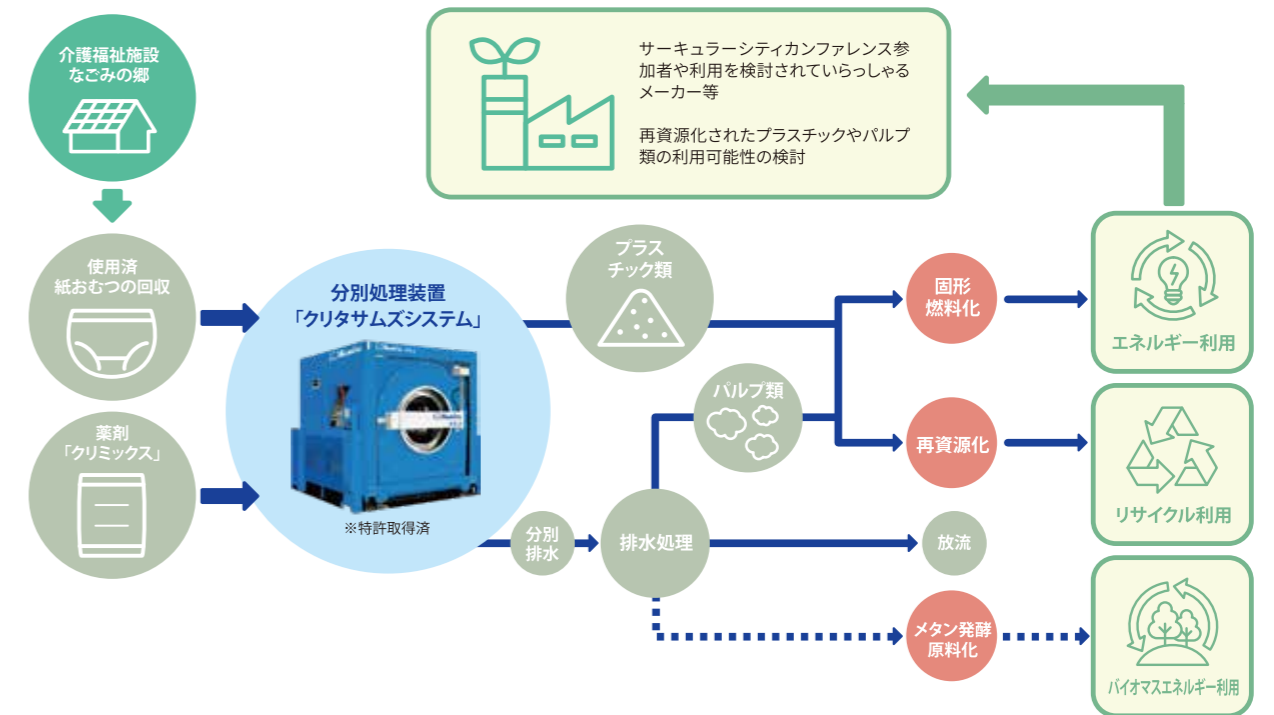 介護福祉施設
なごみの郷
サーキュラーシティカンファレンス参
加者や利用を検討されていらっしゃる
メーカー等
再資源化されたプラスチックやパルプ
類の利用可能性の検討
使用済
紙おむつの回収
薬剤
「クリミックス」
分別処理装置
「クリタサムズシステム」
※特許取得済
プラス
チック類
パルプ類
分別
排水
排水処理
固形
燃料化
再資源化
放流
メタン発酵
原料化
エネルギー利用
リサイクル利用
バイオマスエネルギー利用